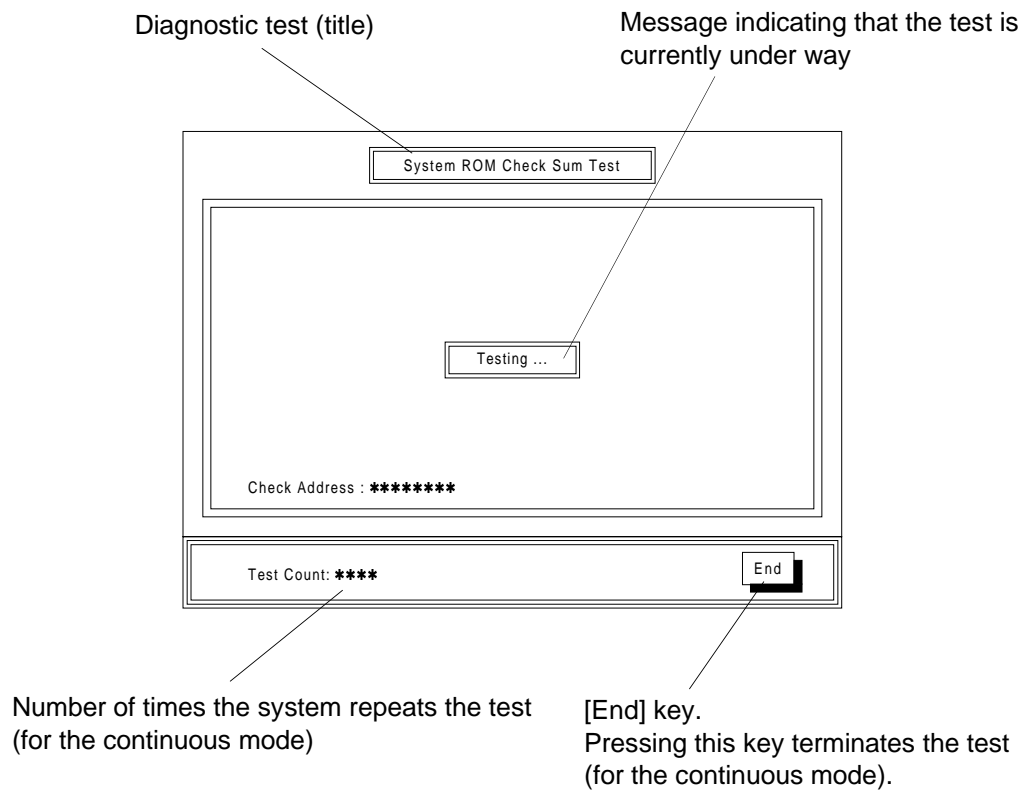 Diagnostic test (title)
Message indicating that the test is
currently under way
System ROM Check Sum Test
Testing ...
Check Address : ********
Test Count: ****
End
Number of times the system repeats the test
(for the continuous mode)
[End] key.
Pressing this key terminates the test
(for the continuous mode).